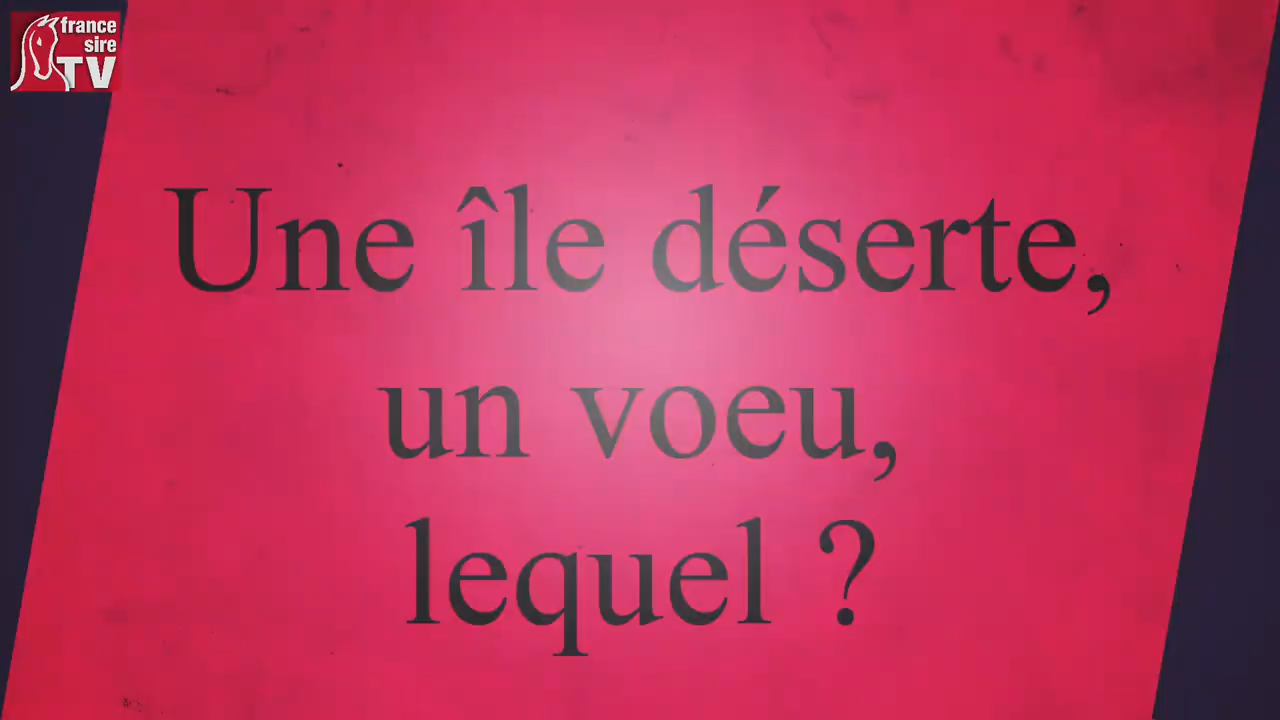 france
sire
TV
Une île déserte,
un voeu,
lequel ?